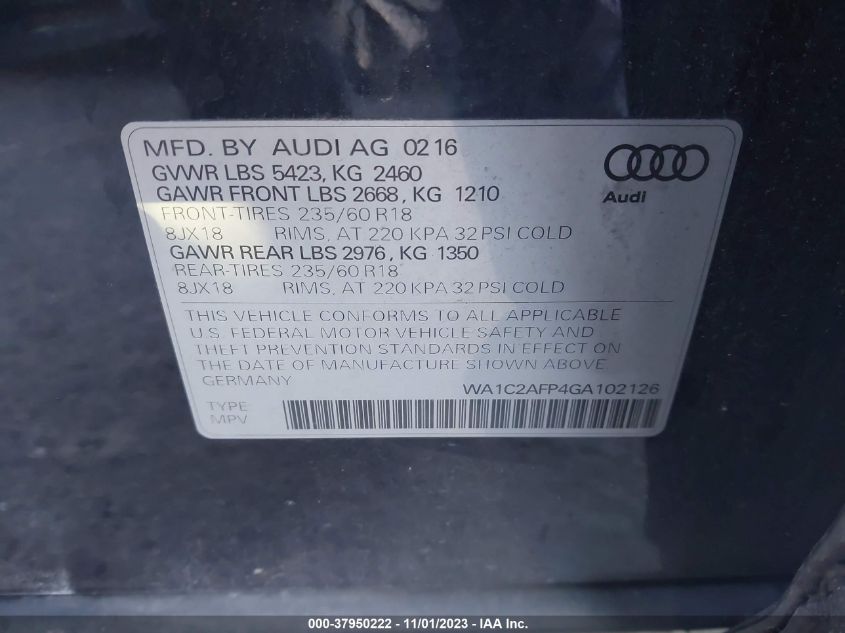 MFD. BY AUDI AG 02 16
GVWR LBS 5423, KG 2460
GAWR FRONT LBS 2668, KG 1210
FRONT-TIRES 235/60 R18
8JX18 RIMS, AT 220 KPA 32 PSI COLD
GAWR REAR LBS 2976, KG 1350
REAR-TIRES 235/60 R18
8JX18 RIMS, AT 220 KPA 32 PSI COLD
Audi
THIS VEHICLE CONFORMS TO ALL APPLICABLE
U.S. FEDERAL MOTOR VEHICLE SAFETY AND
THEFT PREVENTION STANDARDS IN EFFECT ON
THE DATE OF MANUFACTURE SHOWN ABOVE.
GERMANY WA1C2AFP4GA102126
TYPE
MPV
000-37950222 - 11/01/2023 - WA1C - IAA Inc.